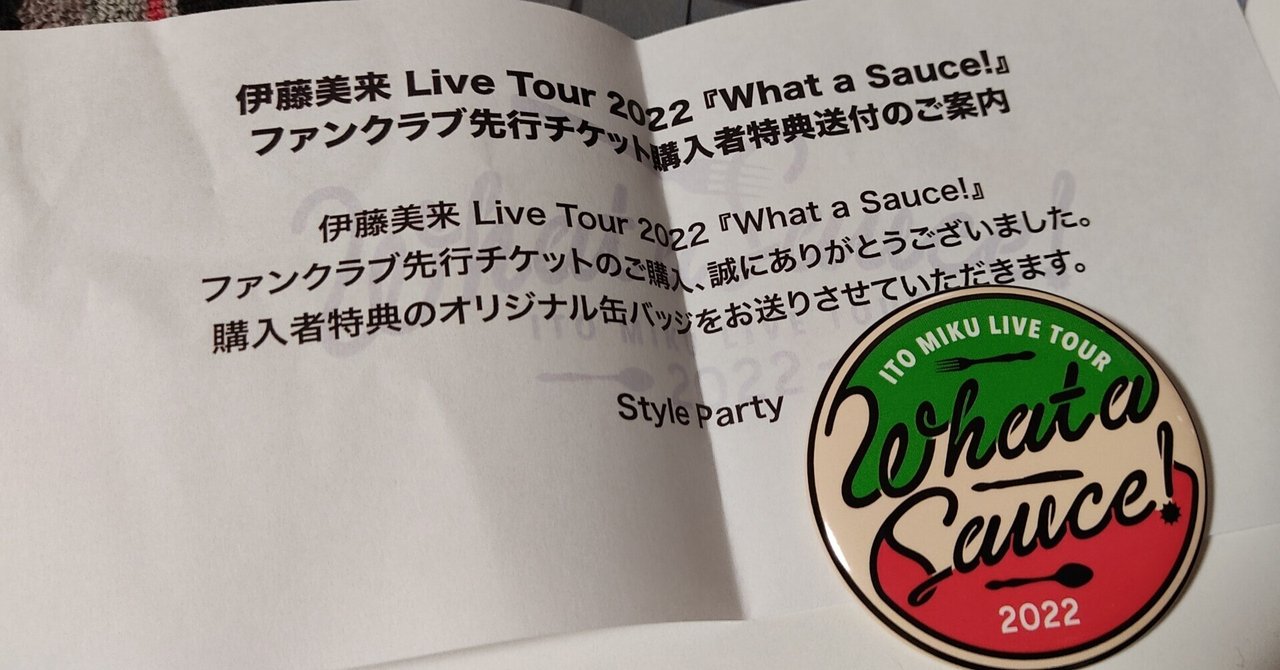 伊藤美来 Live Tour 2022『What a Sauce!』
ファンクラブ先行チケット購入者特典送付のご案内
伊藤美来 Live Tour 2022『What a Sauce!』
ファンクラブ先行チケットのご購入、誠にありがとうございました。
購入者特典のオリジナル缶バッジをお送りさせていただきます。
Style Party
ITO MIKU LIVE TOUR
What a
Sauce!
2022